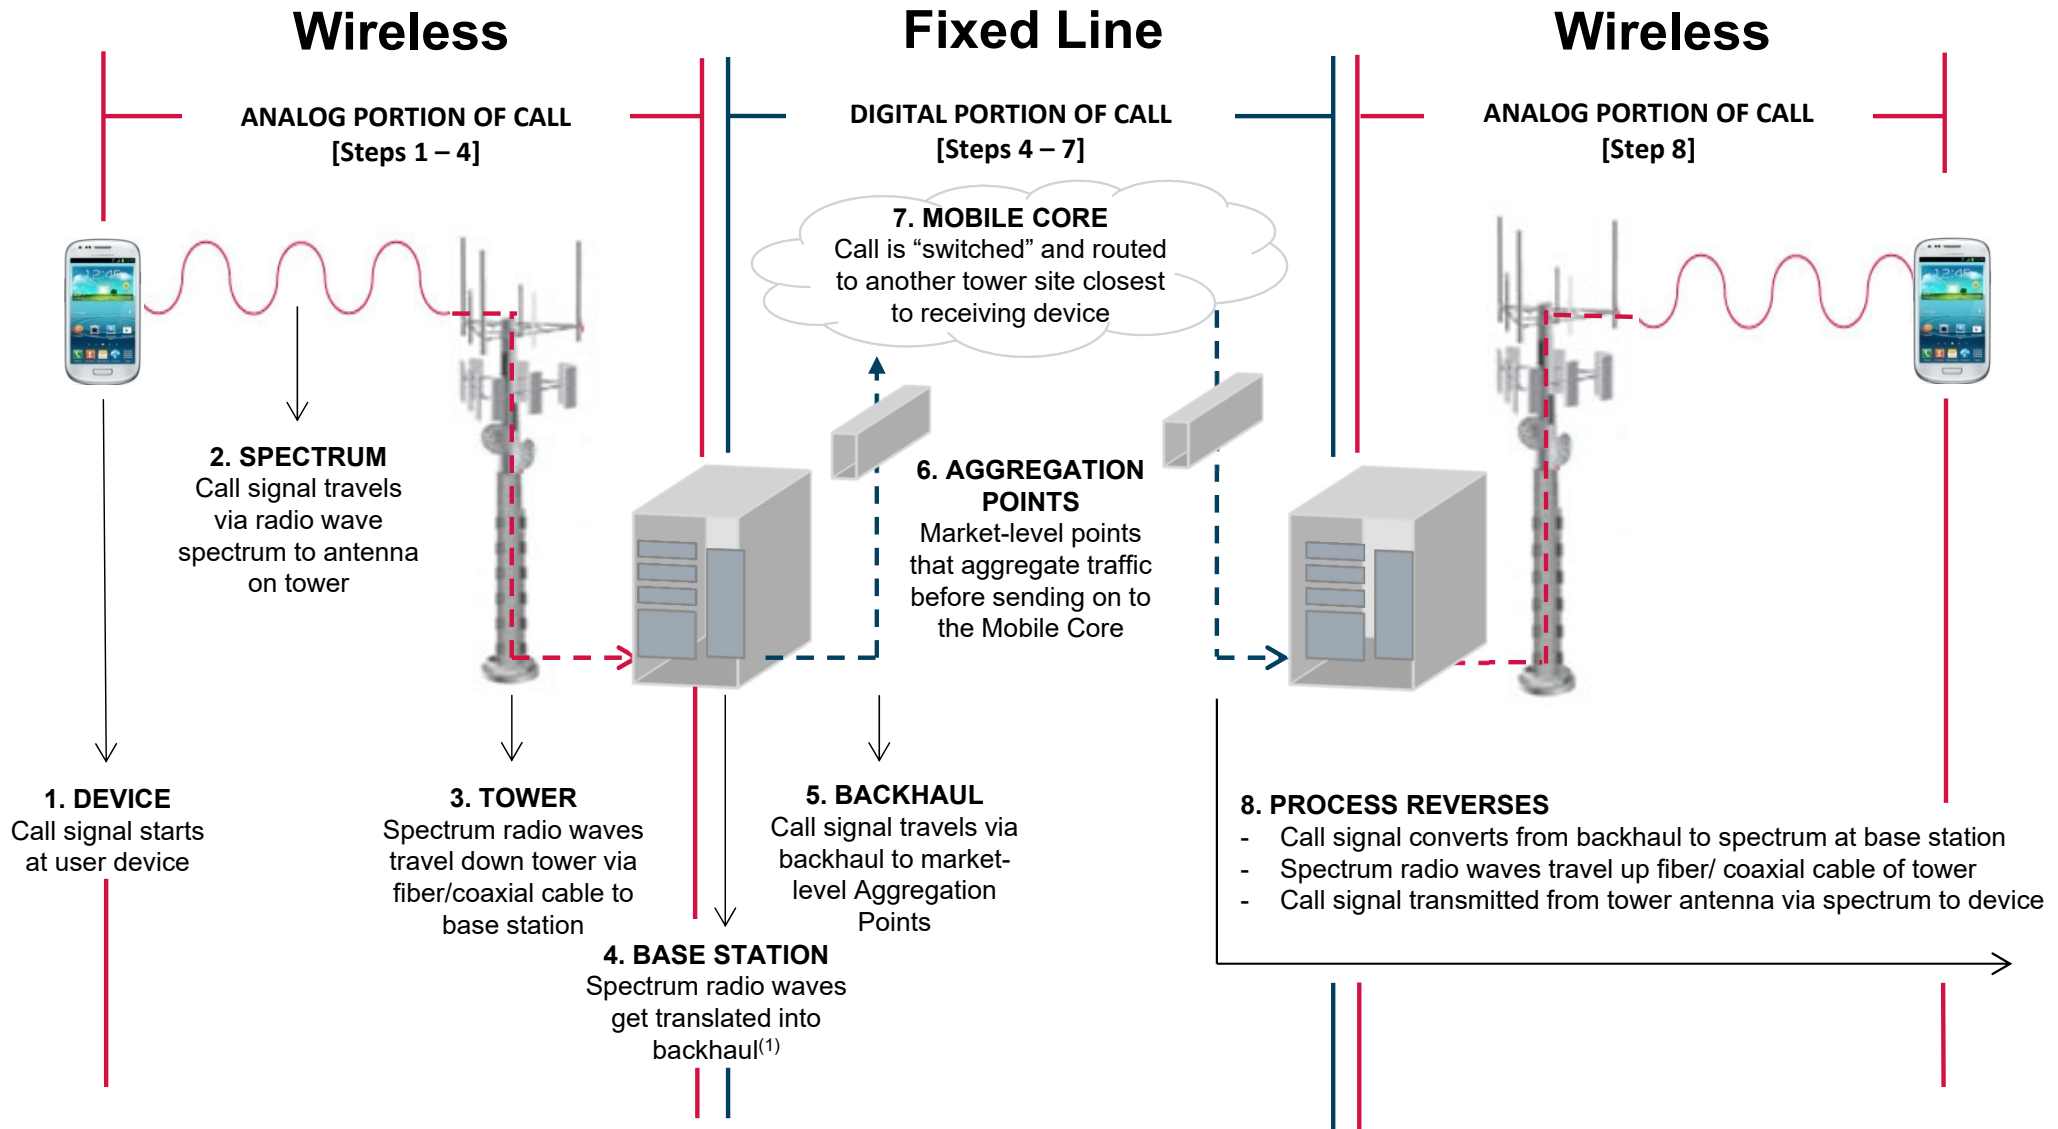 Wireless
Fixed Line
Wireless
ANALOG PORTION OF CALL
[Steps 1 – 4]
DIGITAL PORTION OF CALL
[Steps 4 – 7]
ANALOG PORTION OF CALL
[Step 8]
7. MOBILE CORE
Call is “switched” and routed
to another tower site closest
to receiving device
12:45
12:45
2. SPECTRUM
Call signal travels
via radio wave
spectrum to antenna
on tower
6. AGGREGATION
POINTS
Market-level points
that aggregate traffic
before sending on to
the Mobile Core
1. DEVICE
Call signal starts
at user device
3. TOWER
Spectrum radio waves
travel down tower via
fiber/coaxial cable to
base station
4. BASE STATION
Spectrum radio waves
get translated into
backhaul(1)
5. BACKHAUL
Call signal travels via
backhaul to market-
level Aggregation
Points
8. PROCESS REVERSES
- Call signal converts from backhaul to spectrum at base station
- Spectrum radio waves travel up fiber/ coaxial cable of tower
- Call signal transmitted from tower antenna via spectrum to device